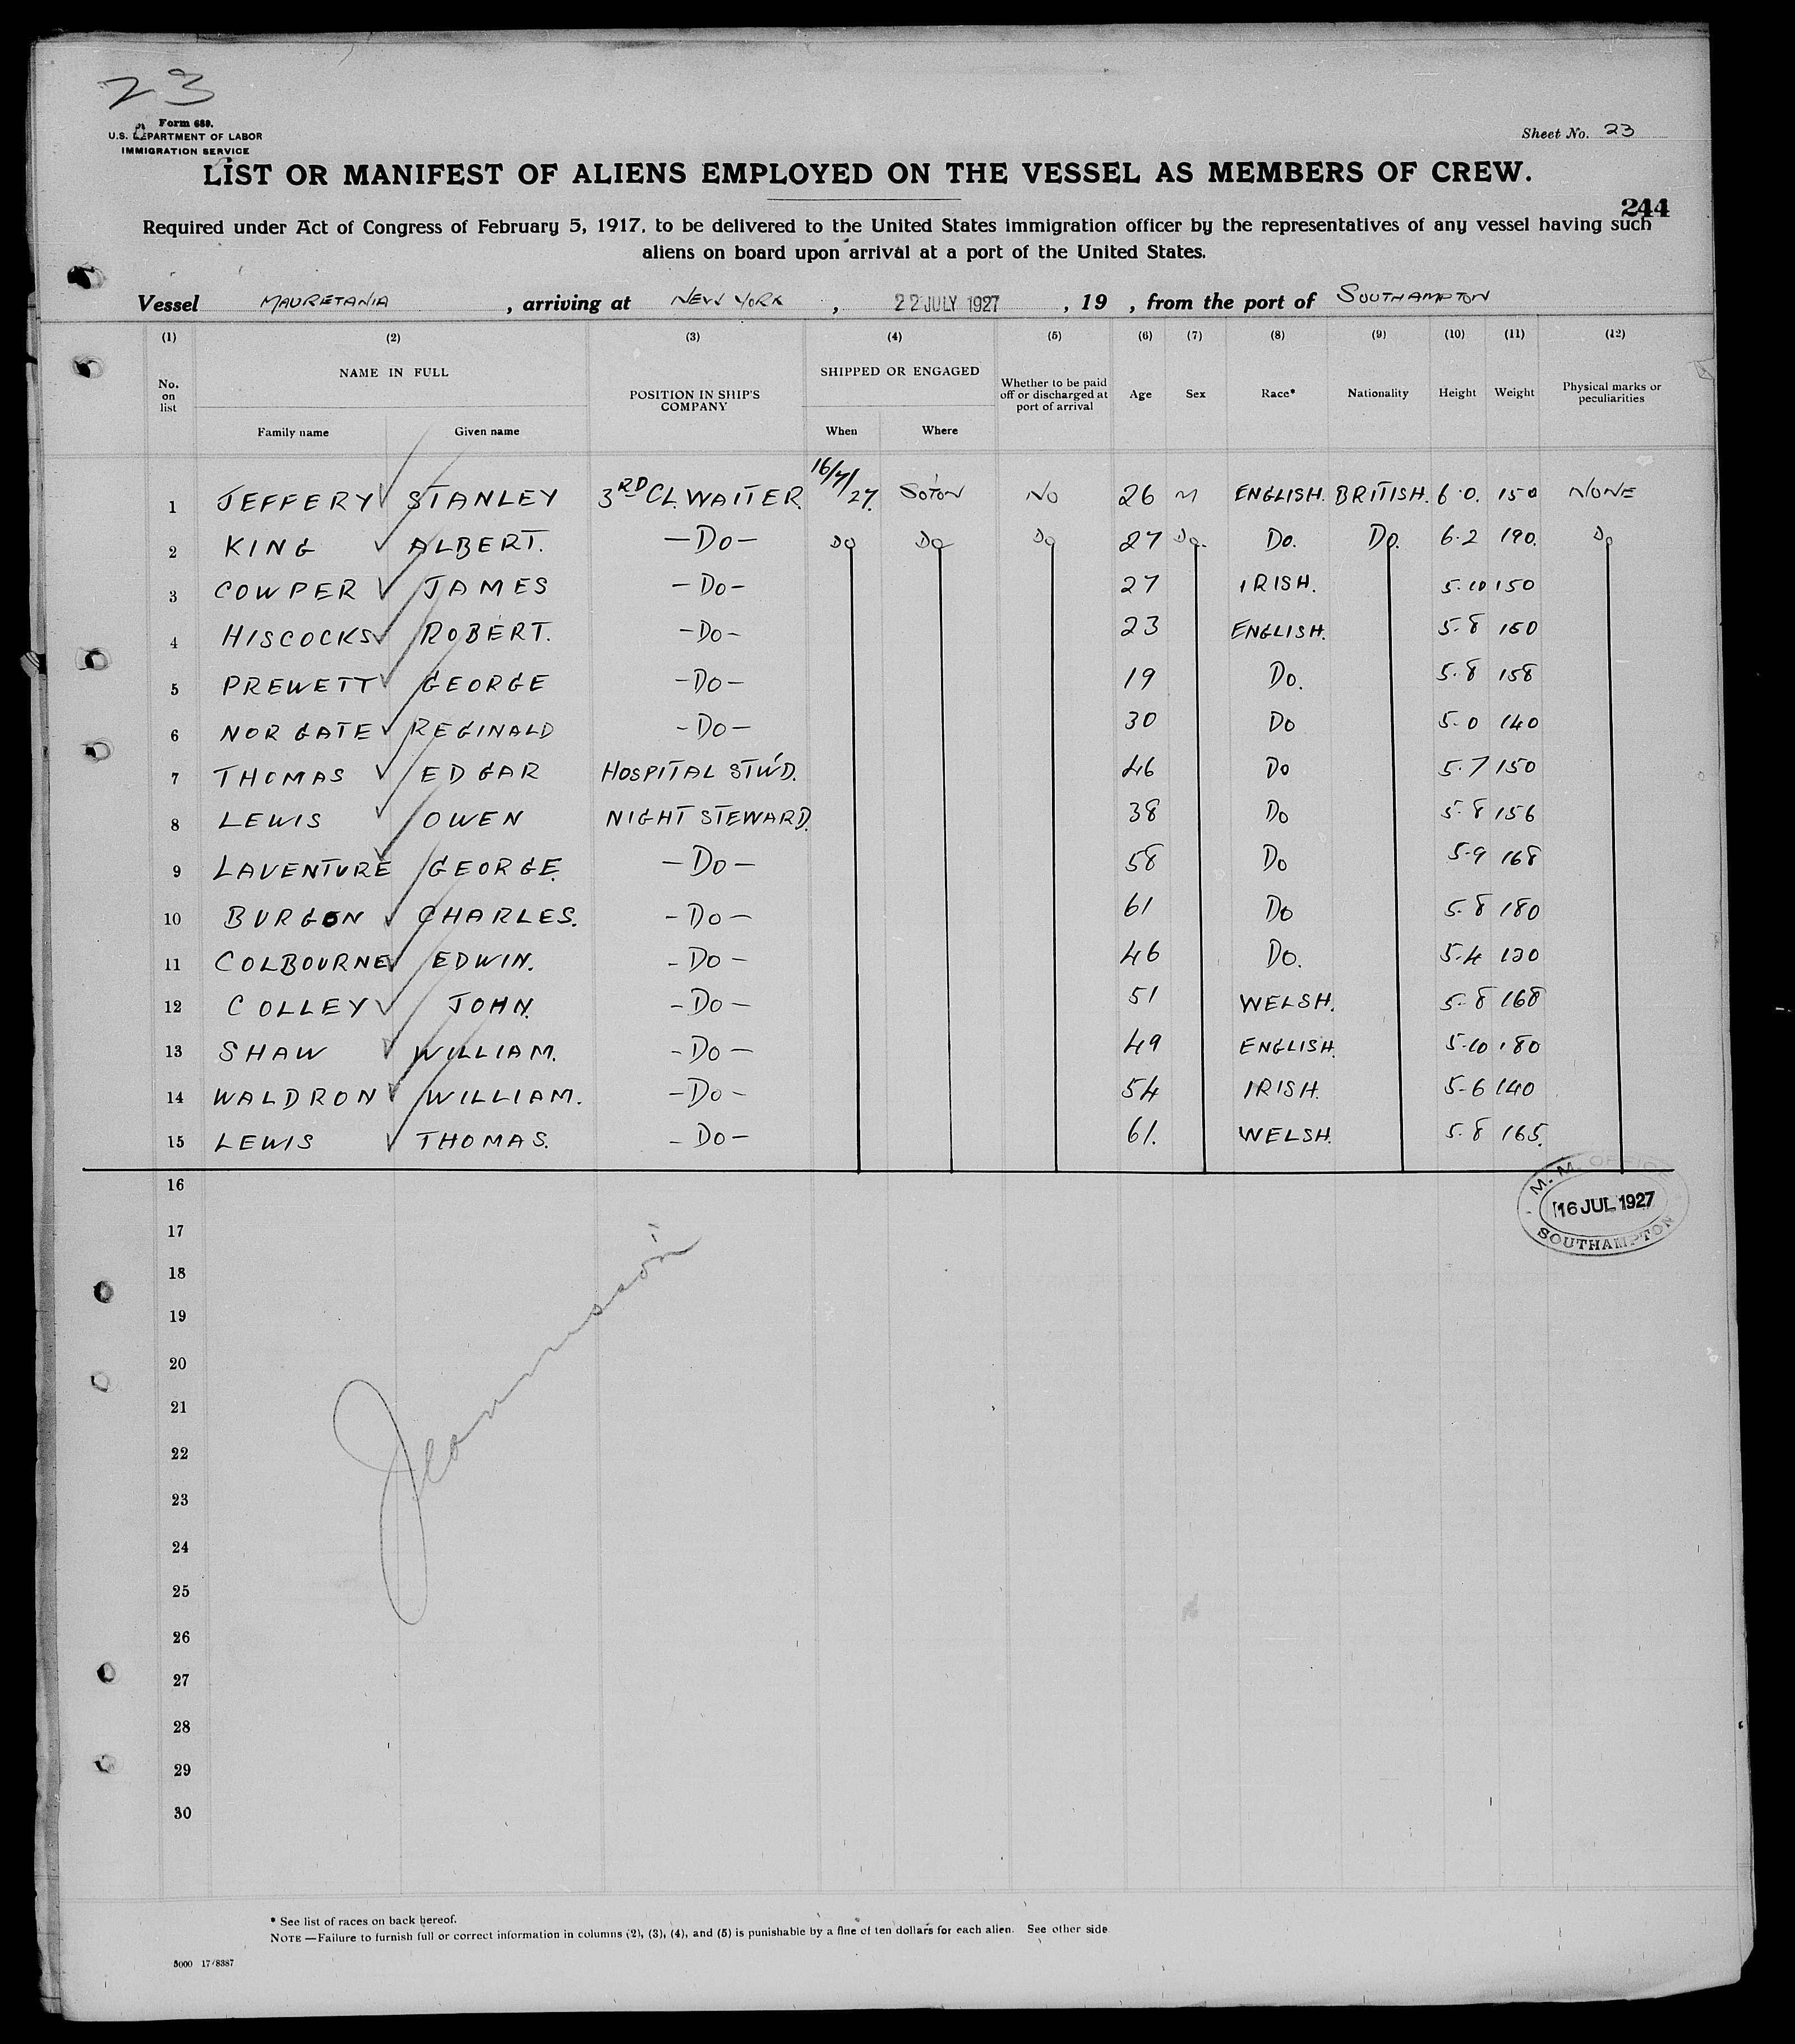 23
Form 689.
U.S. DEPARTMENT OF LABOR
IMMIGRATION SERVICE
Sheet No. 23
LIST OR MANIFEST OF ALIENS EMPLOYED ON THE VESSEL AS MEMBERS OF CREW.
244
Required under Act of Congress of February 5, 1917, to be delivered to the United States immigration officer by the representatives of any vessel having such
aliens on board upon arrival at a port of the United States.
Vessel MAURETANIA, arriving at NEW YORK, 22 JULY 1927, 19 , from the port of SOUTHAMPTON
(1) (2) (3) (4) (5) (6) (7) (8) (9) (10) (11) (12)
No. on list NAME IN FULL POSITION IN SHIP'S COMPANY SHIPPED OR ENGAGED Whether to be paid off or discharged at port of arrival Age Sex Race* Nationality Height Weight Physical marks or peculiarities
Family name Given name When Where
1 JEFFERY STANLEY 3RD CL. WAITER. 16/7/27. SOTON NO 26 M ENGLISH. BRITISH. 6.0. 150 NONE
2 KING ALBERT. —DO— DO DO DO 27 DO. DO. DO. 6.2 190. DO
3 COWPER JAMES —DO— 27 IRISH. 5.10 150
4 HISCOCKS ROBERT. —DO— 23 ENGLISH. 5.8 150
5 PREWETT GEORGE —DO— 19 DO. 5.8 158
6 NORGATE REGINALD —DO— 30 DO 5.0 140
7 THOMAS EDGAR HOSPITAL STW'D. 46 DO 5.7 150
8 LEWIS OWEN NIGHT STEWARD. 38 DO 5.8 156
9 LAVENTURE GEORGE. —DO— 58 DO 5.9 168
10 BURGON CHARLES. —DO— 61 DO 5.8 180
11 COLBOURNE EDWIN. —DO— 46 DO. 5.4 120
12 COLLEY JOHN. —DO— 51 WELSH. 5.8 168
13 SHAW WILLIAM. —DO— 49 ENGLISH. 5.10 180
14 WALDRON WILLIAM. —DO— 54 IRISH. 5.6 140
15 LEWIS THOMAS. —DO— 61. WELSH. 5.8 165.
16
M. M. OFFICE
16 JUL 1927
SOUTHAMPTON
17
18
19
20
21
22
23
24
25
26
27
28
29
30
* See list of races on back hereof.
NOTE —Failure to furnish full or correct information in columns (2), (3), (4), and (5) is punishable by a fine of ten dollars for each alien. See other side
5000 17/8387